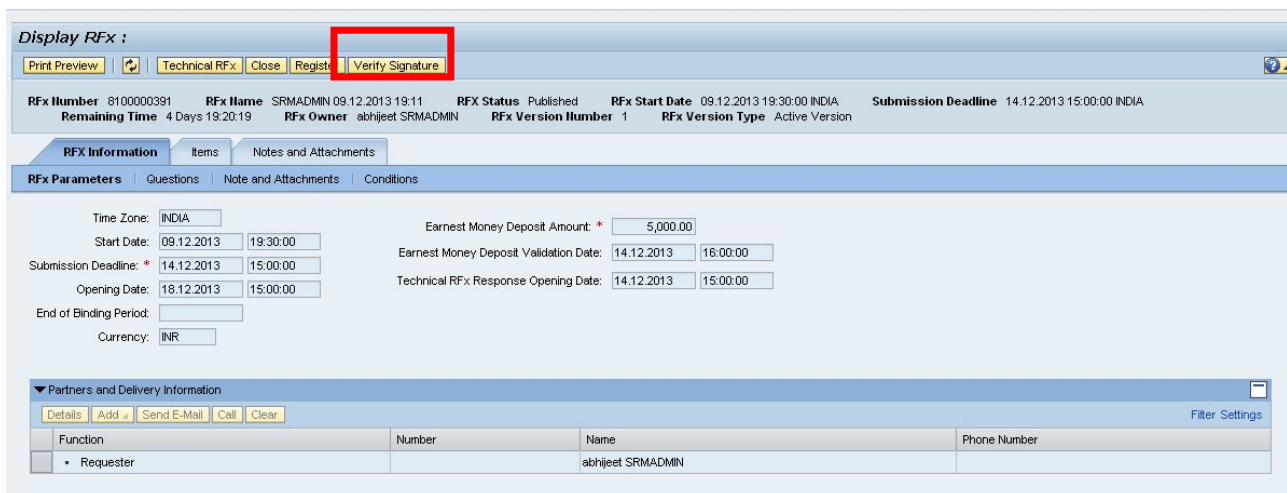 Display RFx :
Print Preview Technical RFx Close Register Verify Signature
RFx Number 8100000391 RFx Name SRMADMIN 09.12.2013 19:11 RFX Status Published RFx Start Date 09.12.2013 19:30:00 INDIA Submission Deadline 14.12.2013 15:00:00 INDIA
Remaining Time 4 Days 19:20:19 RFx Owner abhijeet SRMADMIN RFx Version Number 1 RFx Version Type Active Version
RFX Information Items Notes and Attachments
RFx Parameters Questions Note and Attachments Conditions
Time Zone: INDIA
Start Date: 09.12.2013 19:30:00
Submission Deadline: * 14.12.2013 15:00:00
Opening Date: 18.12.2013 15:00:00
End of Binding Period:
Currency: INR
Earnest Money Deposit Amount: * 5,000.00
Earnest Money Deposit Validation Date: 14.12.2013 16:00:00
Technical RFx Response Opening Date: 14.12.2013 15:00:00
Partners and Delivery Information
Details Add Send E-Mail Call Clear Filter Settings
Function Number Name Phone Number
• Requester abhijeet SRMADMIN